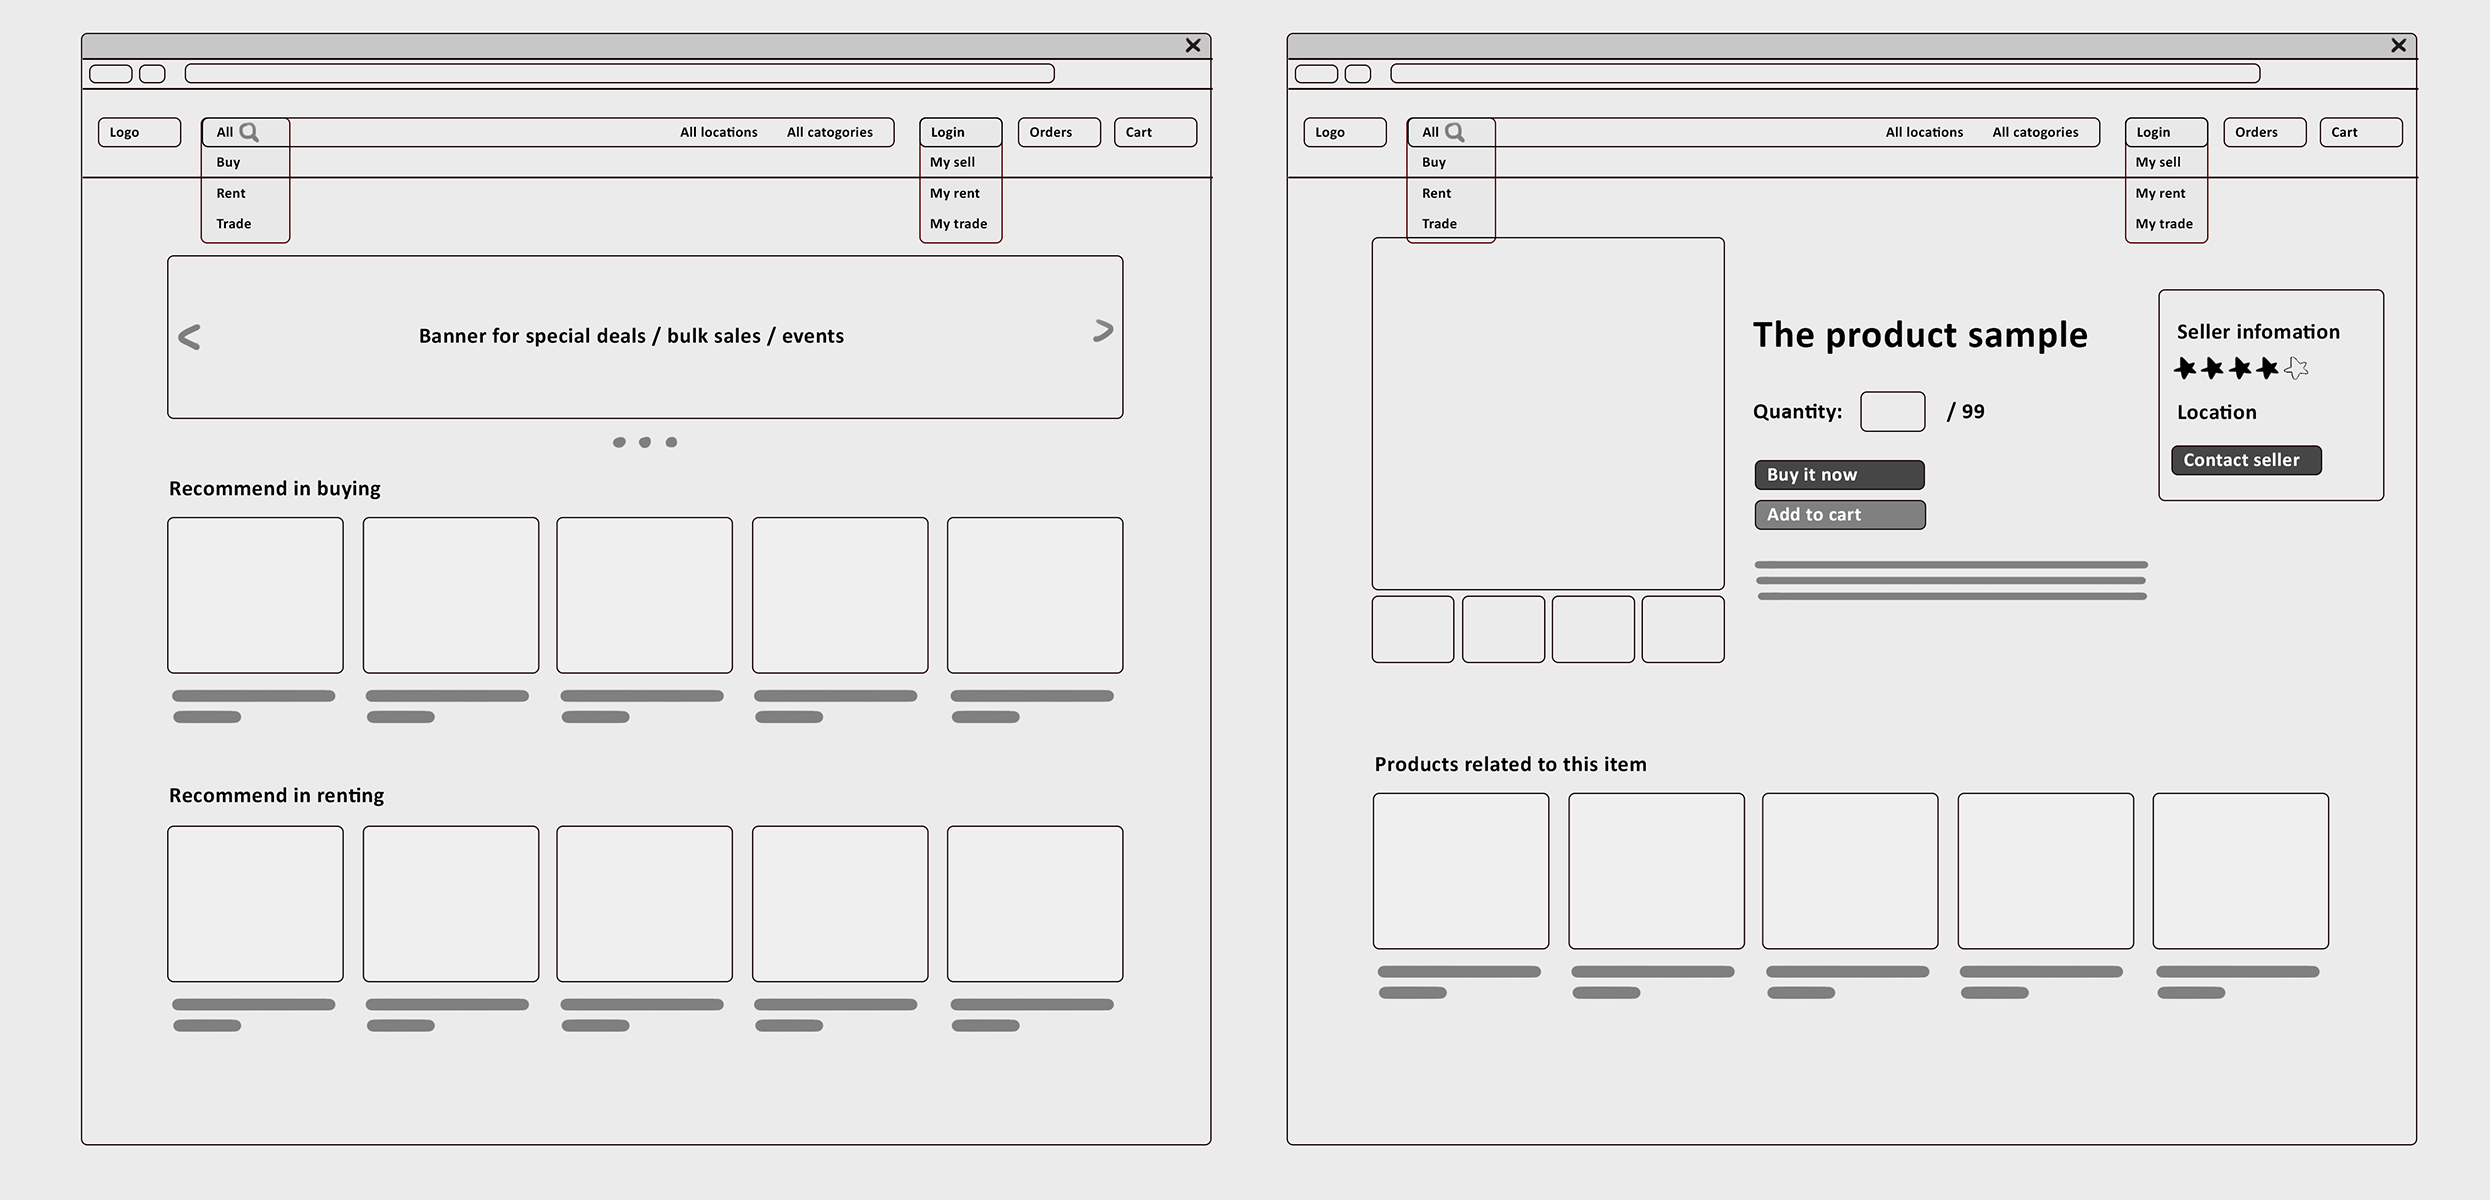 Logo
All
All locations
All catogories
Login
Orders
Cart
Buy
Rent
Trade
My sell
My rent
My trade
Banner for special deals / bulk sales / events
Recommend in buying
Recommend in renting
Logo
All
All locations
All catogories
Login
Orders
Cart
Buy
Rent
Trade
My sell
My rent
My trade
The product sample
Quantity: / 99
Buy it now
Add to cart
Seller infomation
Location
Contact seller
Products related to this item